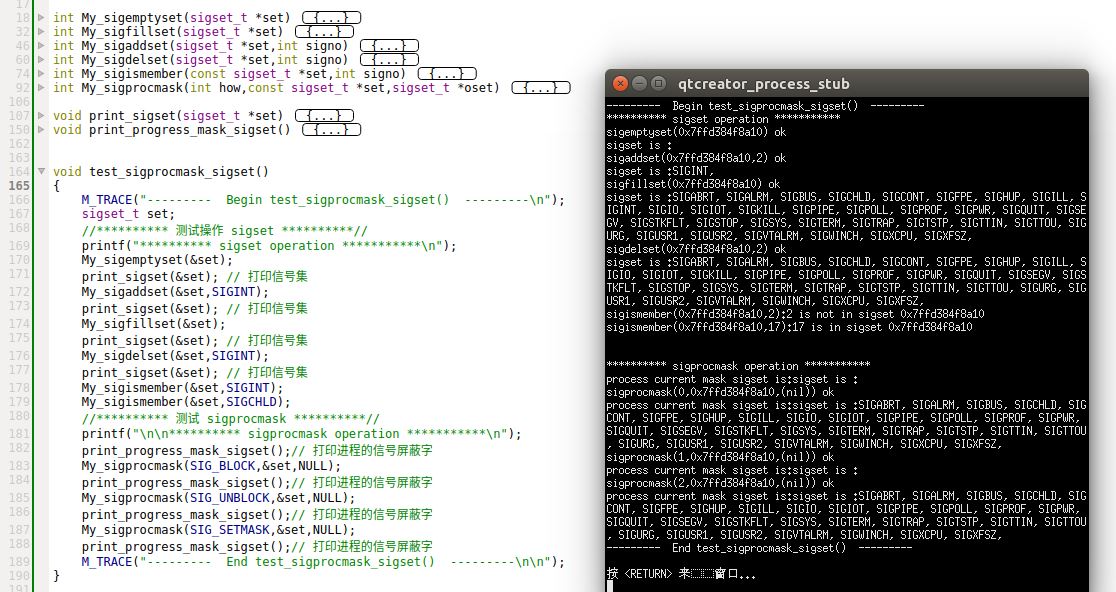 17
18 int My_sigemptyset(sigset_t *set) {...}
32 int My_sigfillset(sigset_t *set) {...}
46 int My_sigaddset(sigset_t *set,int signo) {...}
60 int My_sigdelset(sigset_t *set,int signo) {...}
74 int My_sigismember(const sigset_t *set,int signo) {...}
92 int My_sigprocmask(int how,const sigset_t *set,sigset_t *oset) {...}
106
107 void print_sigset(sigset_t *set) {...}
150 void print_progress_mask_sigset() {...}
162
163
164 void test_sigprocmask_sigset()
165 {
166 M_TRACE("---------  Begin test_sigprocmask_sigset()  ---------\n");
167 sigset_t set;
168 //********** 测试操作 sigset **********//
169 printf("********** sigset operation ***********\n");
170 My_sigemptyset(&set);
171 print_sigset(&set); // 打印信号集
172 My_sigaddset(&set,SIGINT);
173 print_sigset(&set); // 打印信号集
174 My_sigfillset(&set);
175 print_sigset(&set); // 打印信号集
176 My_sigdelset(&set,SIGINT);
177 print_sigset(&set); // 打印信号集
178 My_sigismember(&set,SIGINT);
179 My_sigismember(&set,SIGCHLD);
180 //********** 测试 sigprocmask **********//
181 printf("\n\n********** sigprocmask operation ***********\n");
182 print_progress_mask_sigset();// 打印进程的信号屏蔽字
183 My_sigprocmask(SIG_BLOCK,&set,NULL);
184 print_progress_mask_sigset();// 打印进程的信号屏蔽字
185 My_sigprocmask(SIG_UNBLOCK,&set,NULL);
186 print_progress_mask_sigset();// 打印进程的信号屏蔽字
187 My_sigprocmask(SIG_SETMASK,&set,NULL);
188 print_progress_mask_sigset();// 打印进程的信号屏蔽字
189 M_TRACE("---------  End test_sigprocmask_sigset()  ---------\n\n");
190 }
191
qtcreator_process_stub
---------  Begin test_sigprocmask_sigset()  ---------
********** sigset operation ***********
sigemptyset(0x7ffd384f8a10) ok
sigset is :
sigaddset(0x7ffd384f8a10,2) ok
sigset is :SIGINT,
sigfillset(0x7ffd384f8a10) ok
sigset is :SIGABRT, SIGALRM, SIGBUS, SIGCHLD, SIGCONT, SIGFPE, SIGHUP, SIGILL, S
IGINT, SIGIO, SIGIOT, SIGKILL, SIGPIPE, SIGPOLL, SIGPROF, SIGPWR, SIGQUIT, SIGSE
GV, SIGSTKFLT, SIGSTOP, SIGSYS, SIGTERM, SIGTRAP, SIGTSTP, SIGTTIN, SIGTTOU, SIG
URG, SIGUSR1, SIGUSR2, SIGVTALRM, SIGWINCH, SIGXCPU, SIGXFSZ,
sigdelset(0x7ffd384f8a10,2) ok
sigset is :SIGABRT, SIGALRM, SIGBUS, SIGCHLD, SIGCONT, SIGFPE, SIGHUP, SIGILL, S
IGIO, SIGIOT, SIGKILL, SIGPIPE, SIGPOLL, SIGPROF, SIGPWR, SIGQUIT, SIGSEGV, SIGS
TKFLT, SIGSTOP, SIGSYS, SIGTERM, SIGTRAP, SIGTSTP, SIGTTIN, SIGTTOU, SIGURG, SIG
USR1, SIGUSR2, SIGVTALRM, SIGWINCH, SIGXCPU, SIGXFSZ,
sigismember(0x7ffd384f8a10,2):2 is not in sigset 0x7ffd384f8a10
sigismember(0x7ffd384f8a10,17):17 is in sigset 0x7ffd384f8a10
********** sigprocmask operation ***********
process current mask sigset is:sigset is :
sigprocmask(0,0x7ffd384f8a10,(nil)) ok
process current mask sigset is:sigset is :SIGABRT, SIGALRM, SIGBUS, SIGCHLD, SIG
CONT, SIGFPE, SIGHUP, SIGILL, SIGIO, SIGIOT, SIGPIPE, SIGPOLL, SIGPROF, SIGPWR,
SIGQUIT, SIGSEGV, SIGSTKFLT, SIGSYS, SIGTERM, SIGTRAP, SIGTSTP, SIGTTIN, SIGTTOU
, SIGURG, SIGUSR1, SIGUSR2, SIGVTALRM, SIGWINCH, SIGXCPU, SIGXFSZ,
sigprocmask(1,0x7ffd384f8a10,(nil)) ok
process current mask sigset is:sigset is :
sigprocmask(2,0x7ffd384f8a10,(nil)) ok
process current mask sigset is:sigset is :SIGABRT, SIGALRM, SIGBUS, SIGCHLD, SIG
CONT, SIGFPE, SIGHUP, SIGILL, SIGIO, SIGIOT, SIGPIPE, SIGPOLL, SIGPROF, SIGPWR,
SIGQUIT, SIGSEGV, SIGSTKFLT, SIGSYS, SIGTERM, SIGTRAP, SIGTSTP, SIGTTIN, SIGTTOU
, SIGURG, SIGUSR1, SIGUSR2, SIGVTALRM, SIGWINCH, SIGXCPU, SIGXFSZ,
---------  End test_sigprocmask_sigset()  ---------
按 <RETURN> 来窗口...